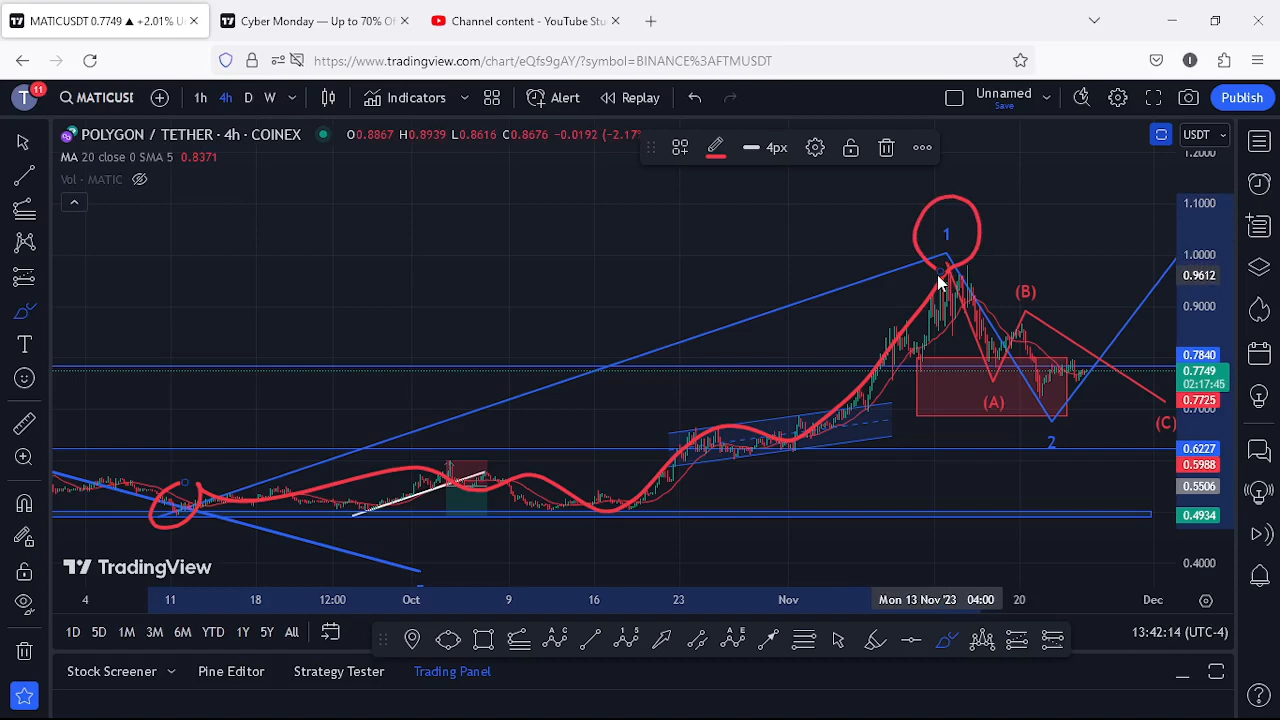 MATICUSDT 0.7749 ▲ +2.01% U
Cyber Monday — Up to 70% Of
Channel content - YouTube Stu
https://www.tradingview.com/chart/eQfs9gAY/?symbol=BINANCE%3AFTMUSDT
T 11 MATICUSI 1h 4h D W Indicators Alert Replay Unnamed Save Publish
POLYGON / TETHER · 4h · COINEX O0.8867 H0.8939 L0.8616 C0.8676 -0.0192 (-2.17
4px
USDT
MA 20 close 0 SMA 5 0.8371
Vol · MATIC
1.2000
1.1000
1
1.0000
0.9612
(B)
0.9000
0.7840
0.7749
02:17:45
0.7725
(A)
0.7000
(C)
2
0.6227
0.5988
0.5506
0.4934
0.4000
TradingView
4 11 18 12:00 Oct 9 16 23 Nov Mon 13 Nov '23 04:00 20 Dec
1D 5D 1M 3M 6M YTD 1Y 5Y All 13:42:14 (UTC-4)
Stock Screener Pine Editor Strategy Tester Trading Panel